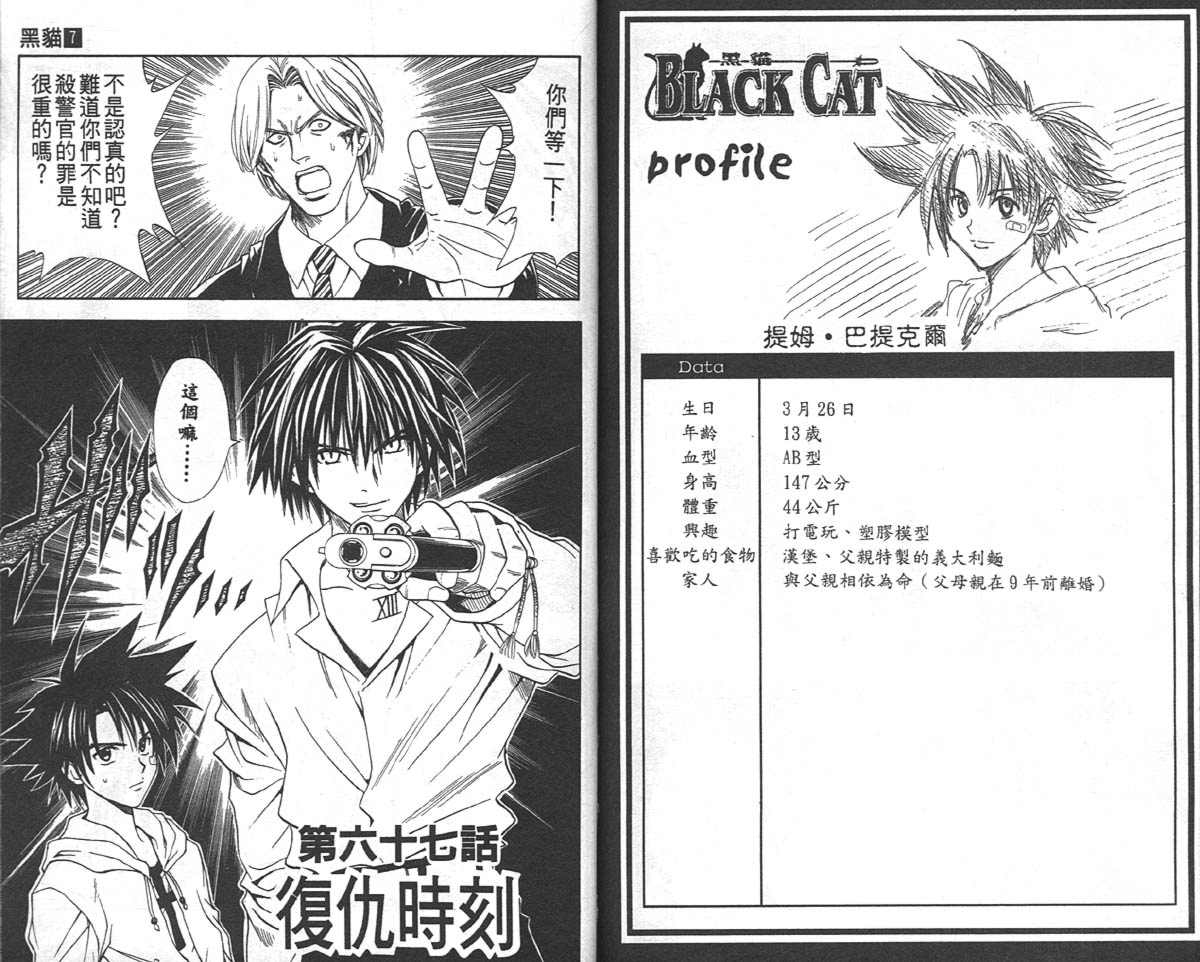 BLACK CAT
黑貓
profile
提姆・巴提克爾
Data
生日 3月26日
年齡 13歲
血型 AB型
身高 147公分
體重 44公斤
興趣 打電玩、塑膠模型
喜歡吃的食物 漢堡、父親特製的義大利麵
家人 與父親相依為命（父母親在9年前離婚）
黑貓7
你們等一下！
不是認真的吧？
難道你們不知道
殺警官的罪是
很重的嗎？
這個嘛……
XIII
第六十七話
復仇時刻